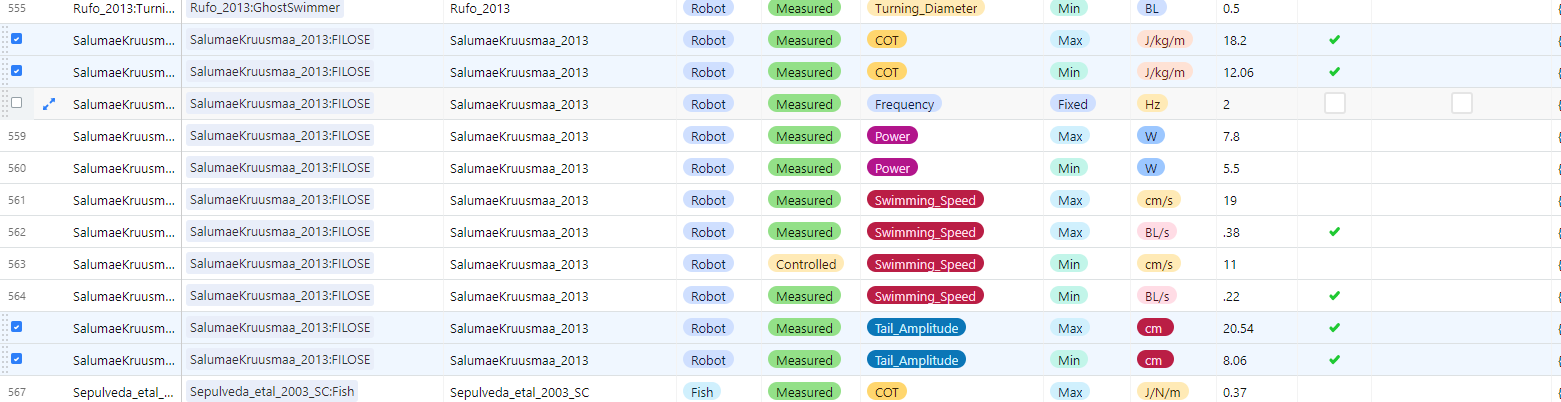 555 Rufo_2013:Turni... Rufo_2013:GhostSwimmer Rufo_2013 Robot Measured Turning_Diameter Min BL 0.5 {
SalumaeKruusm... SalumaeKruusmaa_2013:FILOSE SalumaeKruusmaa_2013 Robot Measured COT Max J/kg/m 18.2 {
SalumaeKruusm... SalumaeKruusmaa_2013:FILOSE SalumaeKruusmaa_2013 Robot Measured COT Min J/kg/m 12.06 {
SalumaeKruusm... SalumaeKruusmaa_2013:FILOSE SalumaeKruusmaa_2013 Robot Measured Frequency Fixed Hz 2 {
559 SalumaeKruusm... SalumaeKruusmaa_2013:FILOSE SalumaeKruusmaa_2013 Robot Measured Power Max W 7.8 {
560 SalumaeKruusm... SalumaeKruusmaa_2013:FILOSE SalumaeKruusmaa_2013 Robot Measured Power Min W 5.5 {
561 SalumaeKruusm... SalumaeKruusmaa_2013:FILOSE SalumaeKruusmaa_2013 Robot Measured Swimming_Speed Max cm/s 19 {
562 SalumaeKruusm... SalumaeKruusmaa_2013:FILOSE SalumaeKruusmaa_2013 Robot Measured Swimming_Speed Max BL/s .38 {
563 SalumaeKruusm... SalumaeKruusmaa_2013:FILOSE SalumaeKruusmaa_2013 Robot Controlled Swimming_Speed Min cm/s 11 {
564 SalumaeKruusm... SalumaeKruusmaa_2013:FILOSE SalumaeKruusmaa_2013 Robot Measured Swimming_Speed Min BL/s .22 {
SalumaeKruusm... SalumaeKruusmaa_2013:FILOSE SalumaeKruusmaa_2013 Robot Measured Tail_Amplitude Max cm 20.54 {
SalumaeKruusm... SalumaeKruusmaa_2013:FILOSE SalumaeKruusmaa_2013 Robot Measured Tail_Amplitude Min cm 8.06 {
567 Sepulveda_etal_... Sepulveda_etal_2003_SC:Fish Sepulveda_etal_2003_SC Fish Measured COT Max J/N/m 0.37 {